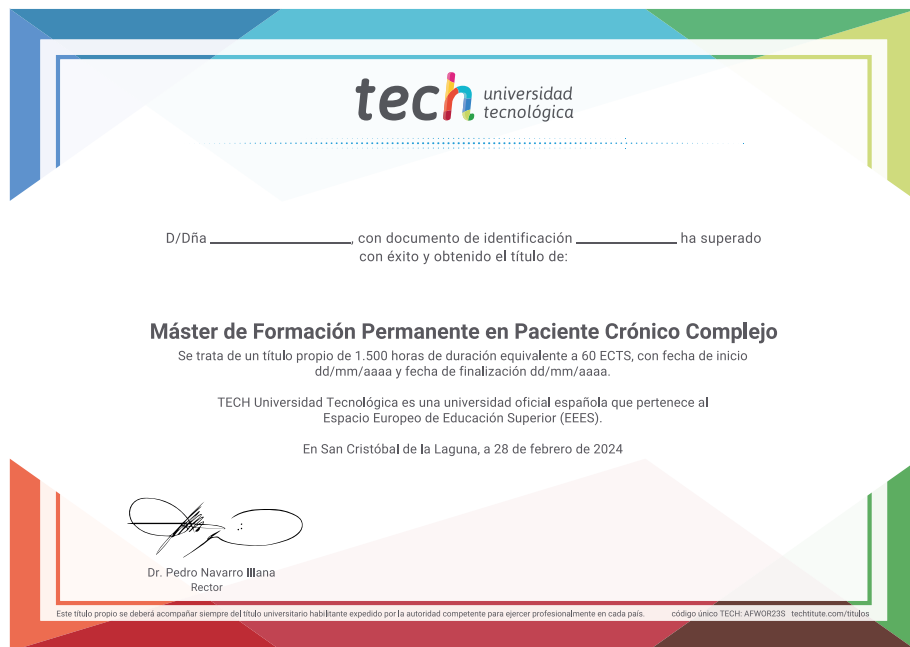 tech universidad
tecnológica
D/Dña ____________________, con documento de identificación ______________ ha superado
con éxito y obtenido el título de:
Máster de Formación Permanente en Paciente Crónico Complejo
Se trata de un título propio de 1.500 horas de duración equivalente a 60 ECTS, con fecha de inicio
dd/mm/aaaa y fecha de finalización dd/mm/aaaa.
TECH Universidad Tecnológica es una universidad oficial española que pertenece al
Espacio Europeo de Educación Superior (EEES).
En San Cristóbal de la Laguna, a 28 de febrero de 2024
Dr. Pedro Navarro Illana
Rector
Este título propio se deberá acompañar siempre del título universitario habilitante expedido por la autoridad competente para ejercer profesionalmente en cada país. código único TECH: AFWOR23S techtitute.com/titulos